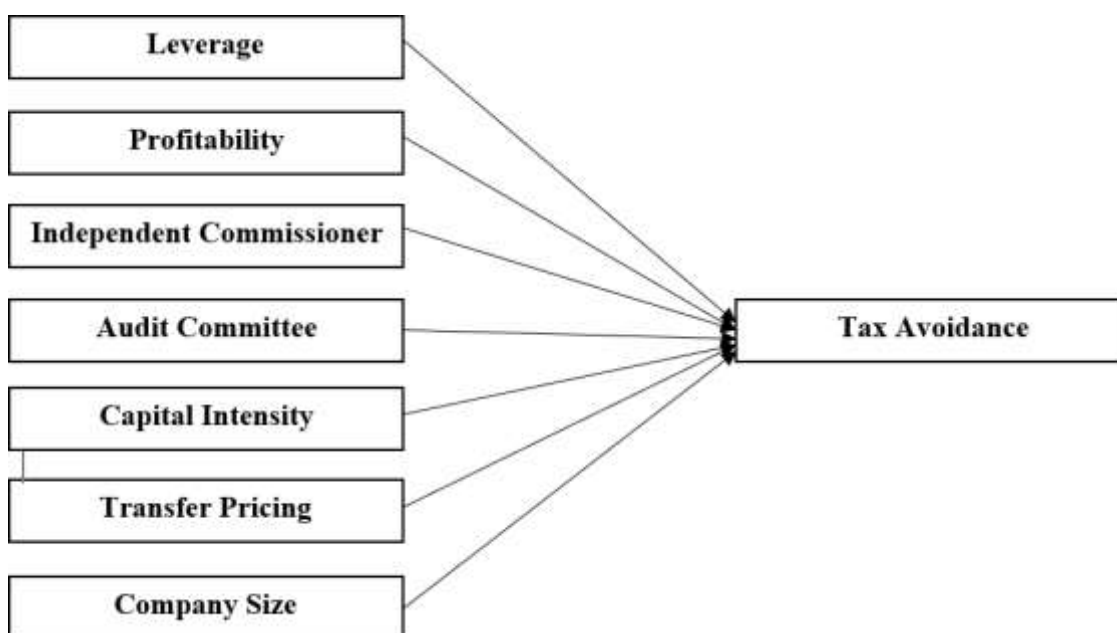 Leverage
Profitability
Independent Commissioner
Audit Committee
Tax Avoidance
Capital Intensity
Transfer Pricing
Company Size